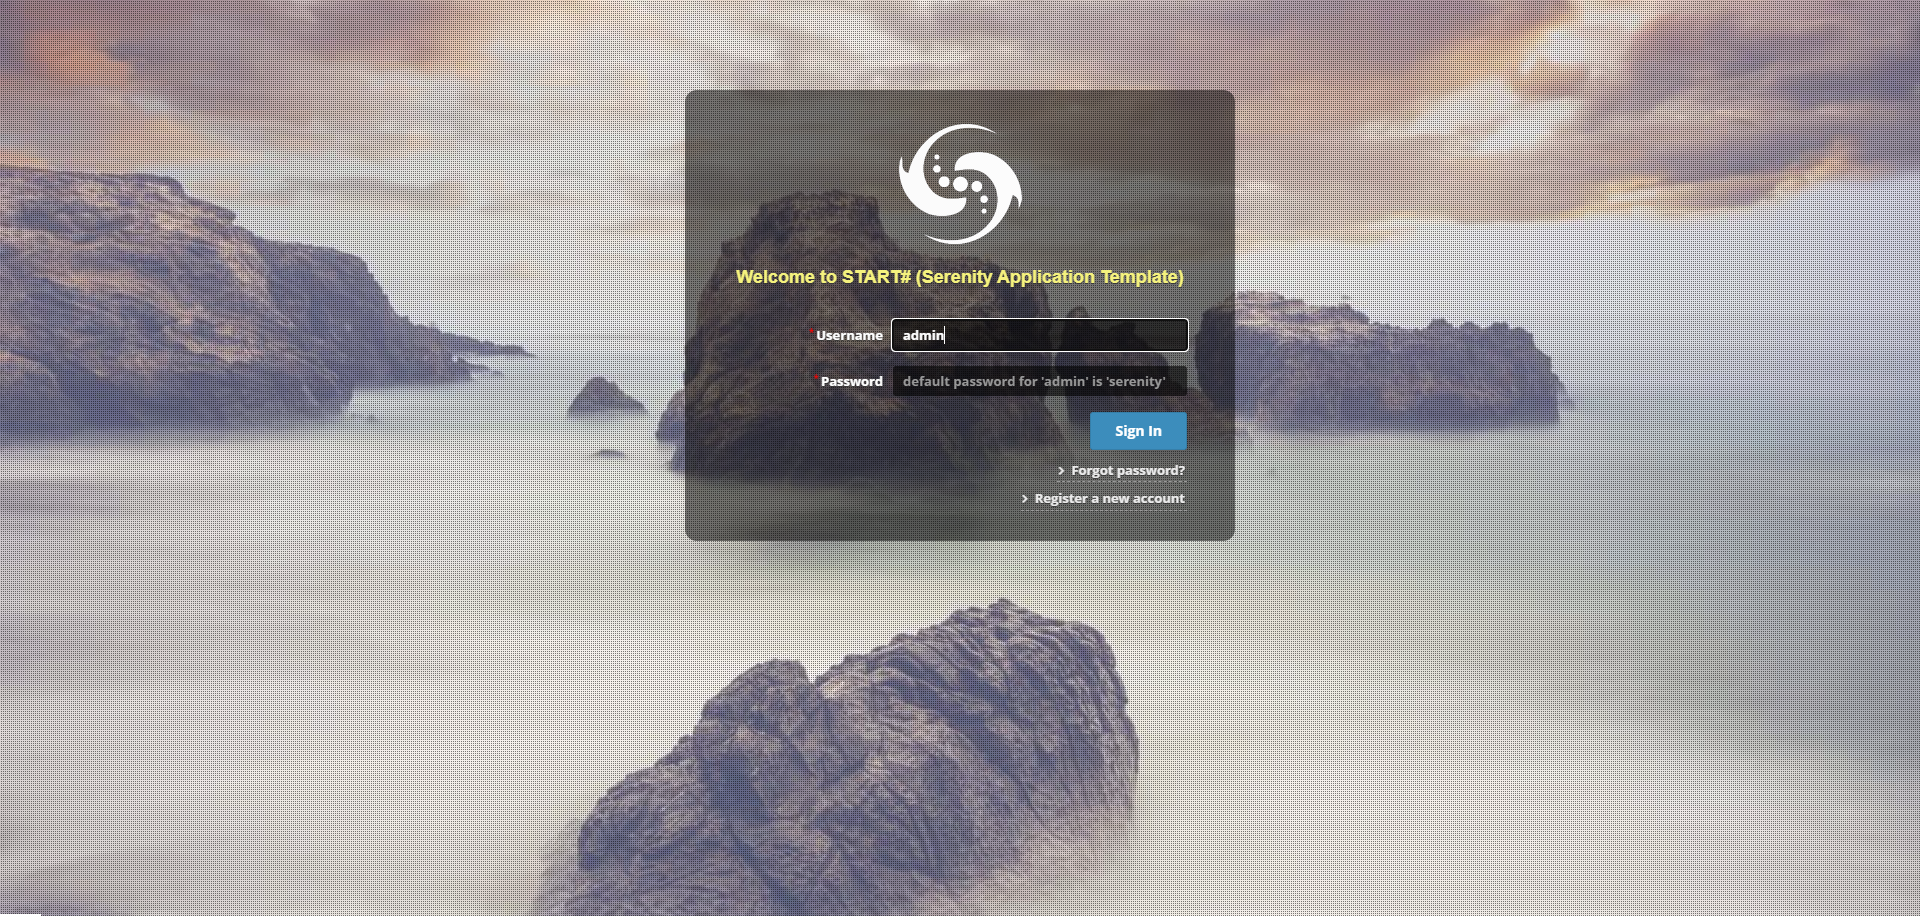 Welcome to START# (Serenity Application Template)
*Username admin
*Password default password for 'admin' is 'serenity'
Sign In
Forgot password?
Register a new account